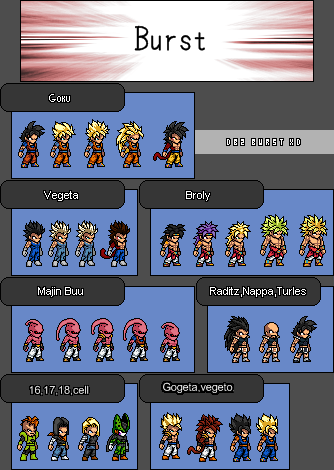 Burst
Goku
DBZ BURST XD
Vegeta
Broly
Majin Buu
Raditz,Nappa,Turles
16,17,18,cell
Gogeta,vegeto